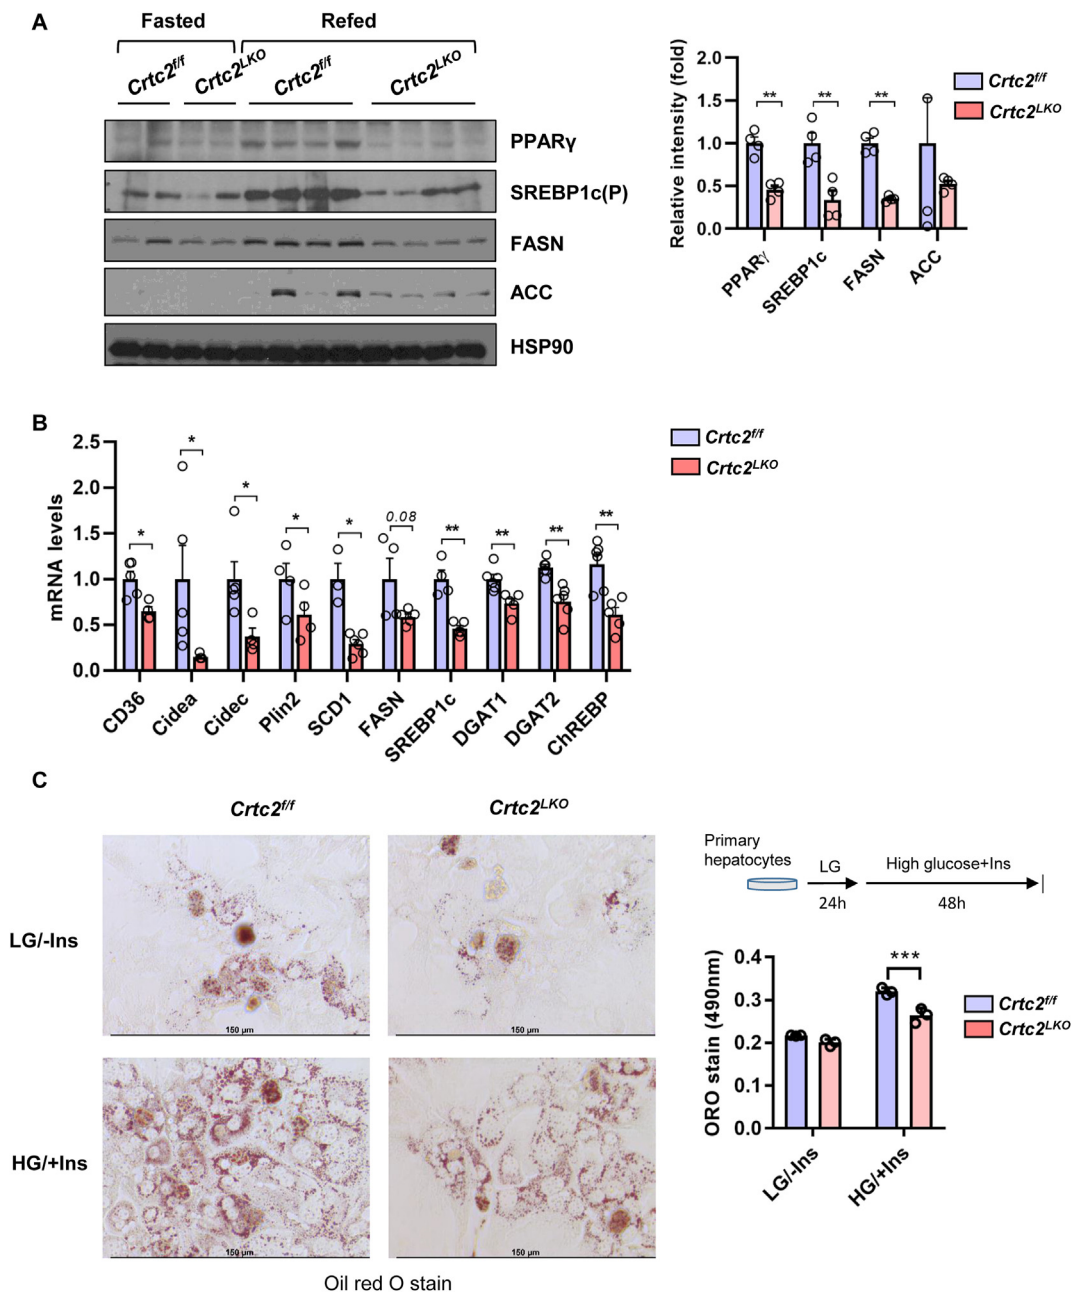 A
Fasted
Refed
Crtc2f/f
Crtc2LKO
Crtc2f/f
Crtc2LKO
PPARγ
SREBP1c(P)
FASN
ACC
HSP90
Relative intensity (fold)
2.0
1.5
1.0
0.5
0.0
**
**
**
PPARγ
SREBP1c
FASN
ACC
Crtc2f/f
Crtc2LKO
B
mRNA levels
2.5
2.0
1.5
1.0
0.5
0.0
*
*
*
*
*
0.08
**
**
**
**
CD36
Cidea
Cidec
Plin2
SCD1
FASN
SREBP1c
DGAT1
DGAT2
ChREBP
Crtc2f/f
Crtc2LKO
C
Crtc2f/f
Crtc2LKO
LG/-Ins
150 µm
150 µm
HG/+Ins
150 µm
150 µm
Oil red O stain
Primary
hepatocytes
LG
24h
High glucose+Ins
48h
ORO stain (490nm)
0.4
0.3
0.2
0.1
0.0
***
LG/-Ins
HG/+Ins
Crtc2f/f
Crtc2LKO